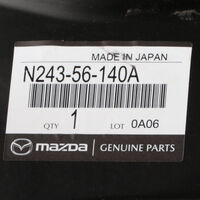 MADE IN JAPAN
N243-56-140A
QTY 1 LOT 0A06
mazda GENUINE PARTS